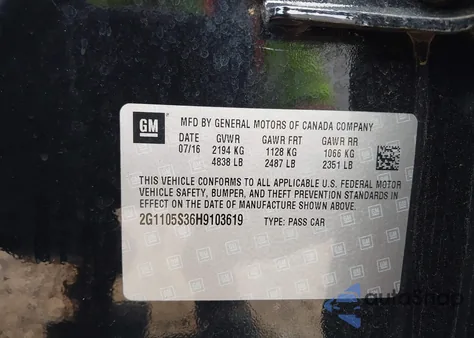 GM
MFD BY GENERAL MOTORS OF CANADA COMPANY
DATE GVWR GAWR FRT GAWR RR
07/16 2194 KG 1128 KG 1066 KG
4838 LB 2487 LB 2351 LB
THIS VEHICLE CONFORMS TO ALL APPLICABLE U.S. FEDERAL MOTOR
VEHICLE SAFETY, BUMPER, AND THEFT PREVENTION STANDARDS IN
EFFECT ON THE DATE OF MANUFACTURE SHOWN ABOVE.
2G1105S36H9103619 TYPE: PASS CAR
autoSnap